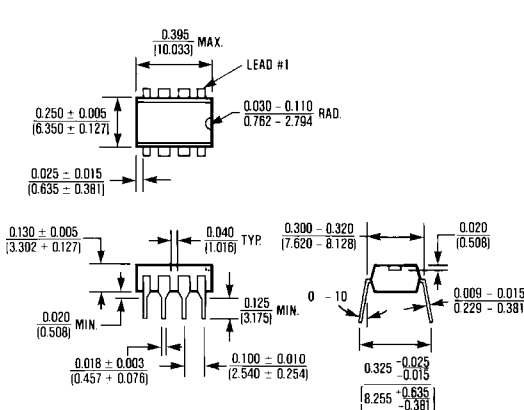 0.395
(10.033)
MAX.
LEAD #1
0.250 ± 0.005
(6.350 ± 0.127)
0.030 – 0.110
0.762 - 2.794
RAD.
0.025 ± 0.015
(0.635 ± 0.381)
0.130 ± 0.005
(3.302 + 0.127)
0.040
(1.016)
TYP.
0.300 – 0.320
(7.620 – 8.128)
0.020
(0.508)
0.020
(0.508)
MIN.
0.125
(3.175)
MIN.
0 – 10
0.009 – 0.015
0.229 – 0.381
0.018 ± 0.003
(0.457 + 0.076)
0.100 ± 0.010
(2.540 ± 0.254)
0.325 -0.025
-0.015
8.255 +0.635
-0.381